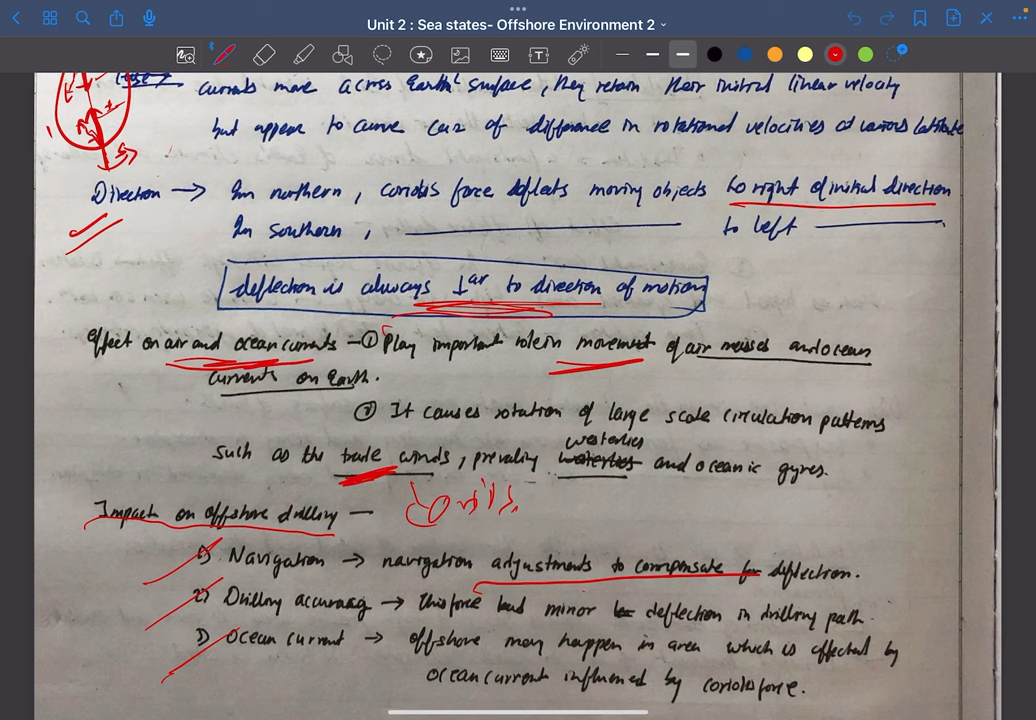 Unit 2 : Sea states- Offshore Environment 2
currents move across Earth's surface, they retain their initial linear velocity
but appear to curve coz of difference in rotational velocities at various latitude
Direction → In northern, coriolis force deflects moving objects to right of initial direction
In southern, ——— to left ———
deflection is always ⊥ar to direction of motion
Effect on air and ocean currents - ① Play important role in movement of air masses and ocean
currents on Earth.
② It causes rotation of large scale circulation patterns
westerlies
such as the trade winds, prevailing and oceanic gyres.
Impact on offshore drilling —
1) Navigation → navigation adjustments to compensate for deflection.
2) Drilling accuracy → this force lead minor deflection in drilling path.
3) Ocean current → offshore may happen in area which is affected by
ocean current influenced by coriolis force.